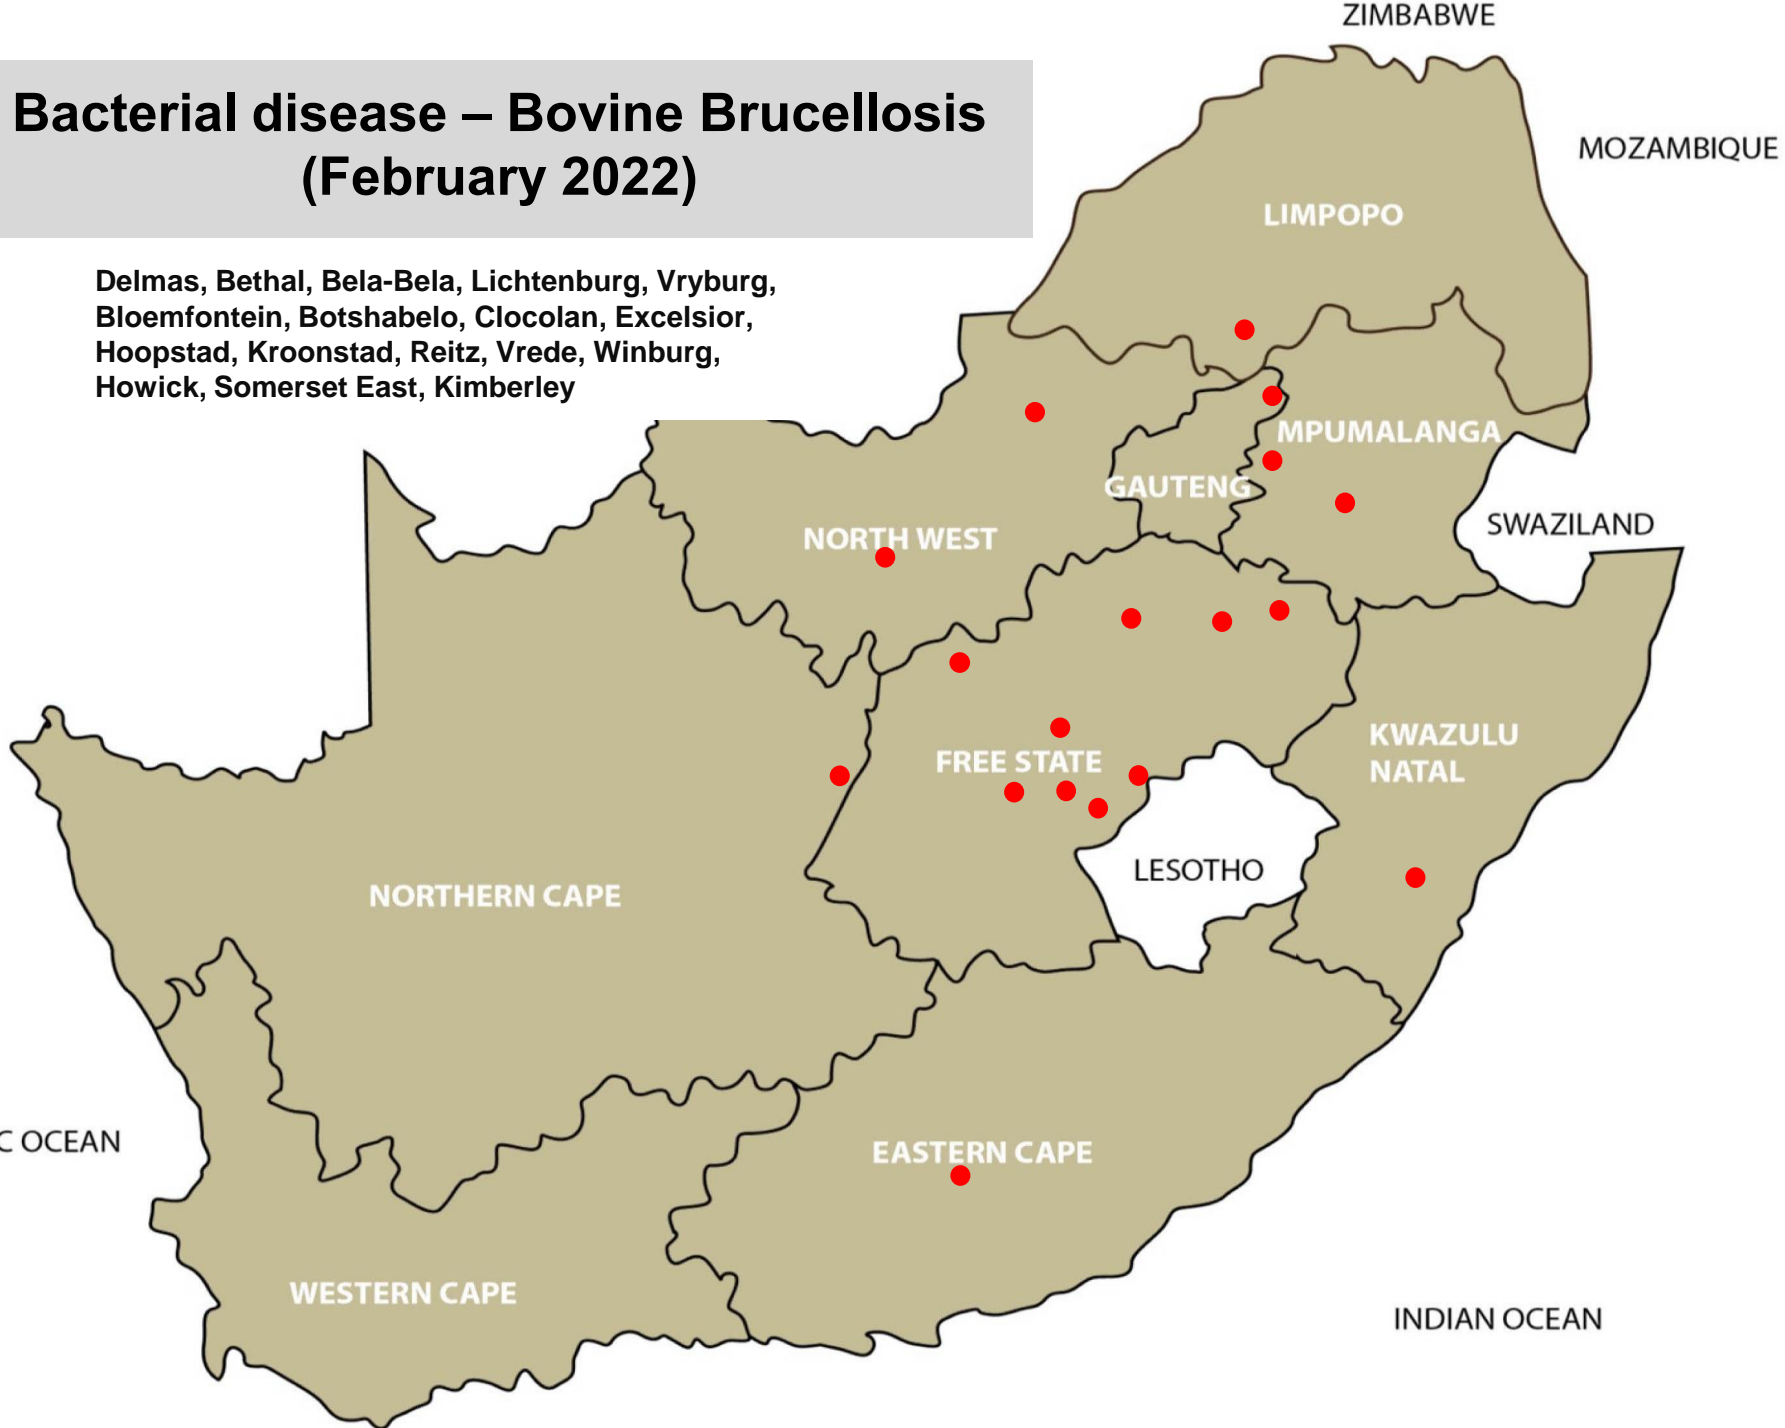 ZIMBABWE
Bacterial disease – Bovine Brucellosis
(February 2022)
MOZAMBIQUE
LIMPOPO
Delmas, Bethal, Bela-Bela, Lichtenburg, Vryburg,
Bloemfontein, Botshabelo, Clocolan, Excelsior,
Hoopstad, Kroonstad, Reitz, Vrede, Winburg,
Howick, Somerset East, Kimberley
MPUMALANGA
GAUTENG
SWAZILAND
NORTH WEST
KWAZULU
NATAL
FREE STATE
LESOTHO
NORTHERN CAPE
C OCEAN
EASTERN CAPE
WESTERN CAPE
INDIAN OCEAN